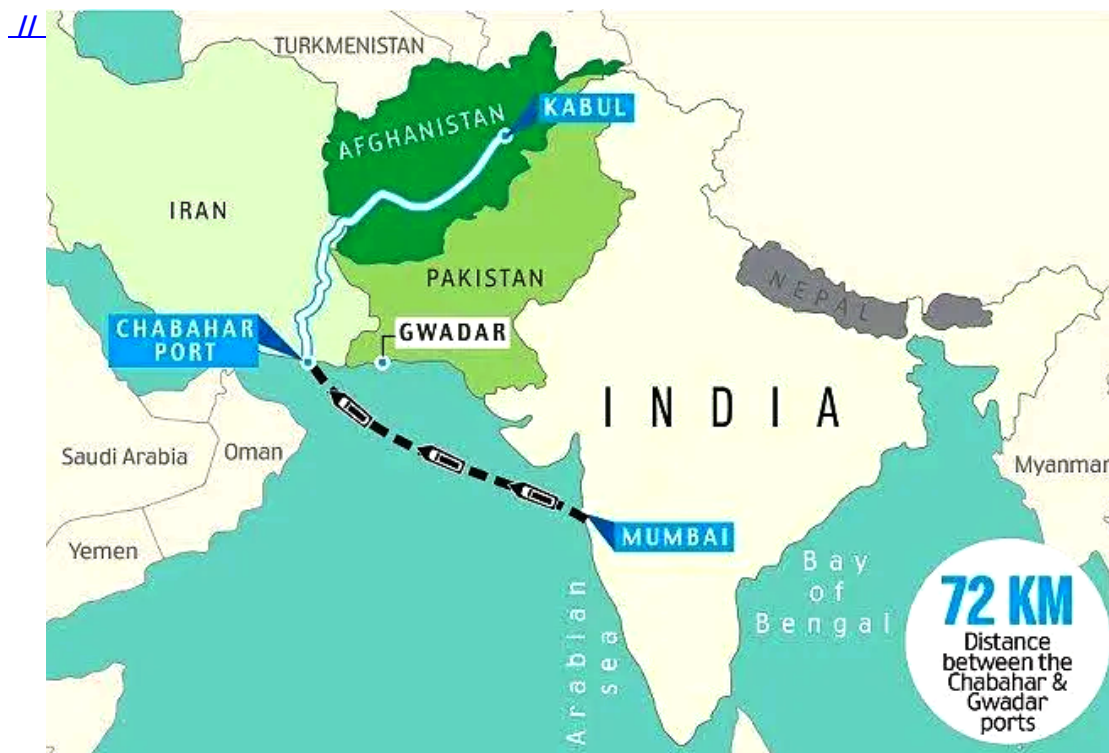 //
TURKMENISTAN
AFGHANISTAN
KABUL
IRAN
PAKISTAN
CHABAHAR
PORT
GWADAR
NEPAL
INDIA
Saudi Arabia
Oman
Myanmar
Yemen
MUMBAI
Arabian
sea
Bay
of
Bengal
72 KM
Distance
between the
Chabahar &
Gwadar
ports